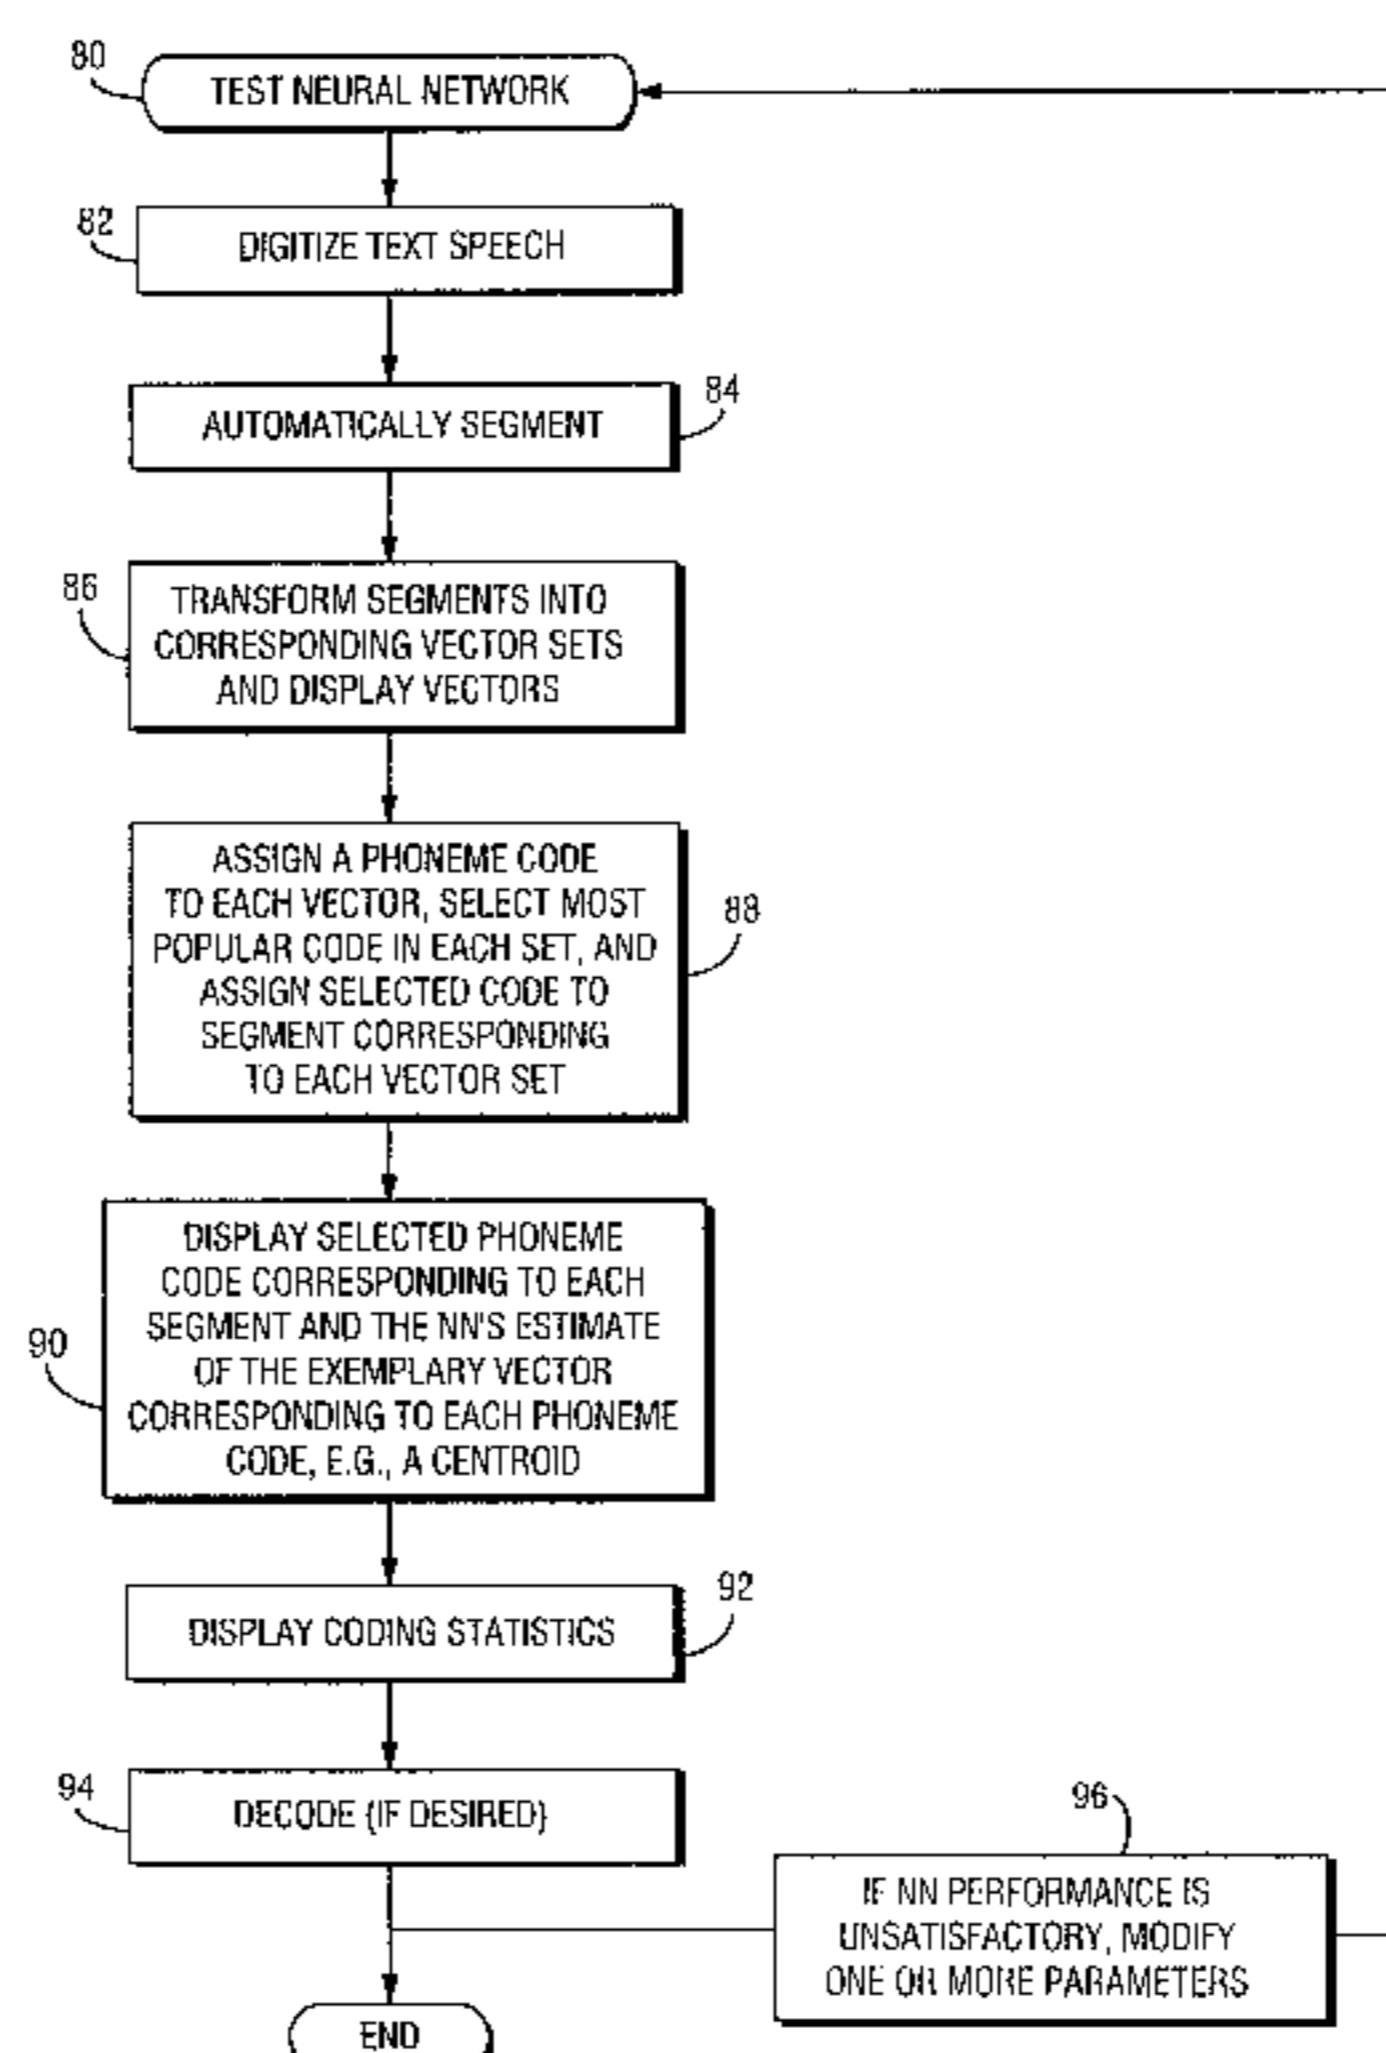 80
TEST NEURAL NETWORK
82
DIGITIZE TEXT SPEECH
84
AUTOMATICALLY SEGMENT
86
TRANSFORM SEGMENTS INTO
CORRESPONDING VECTOR SETS
AND DISPLAY VECTORS
88
ASSIGN A PHONEME CODE
TO EACH VECTOR, SELECT MOST
POPULAR CODE IN EACH SET, AND
ASSIGN SELECTED CODE TO
SEGMENT CORRESPONDING
TO EACH VECTOR SET
90
DISPLAY SELECTED PHONEME
CODE CORRESPONDING TO EACH
SEGMENT AND THE NN'S ESTIMATE
OF THE EXEMPLARY VECTOR
CORRESPONDING TO EACH PHONEME
CODE, E.G., A CENTROID
92
DISPLAY CODING STATISTICS
94
DECODE (IF DESIRED)
96
IF NN PERFORMANCE IS
UNSATISFACTORY, MODIFY
ONE OR MORE PARAMETERS
END